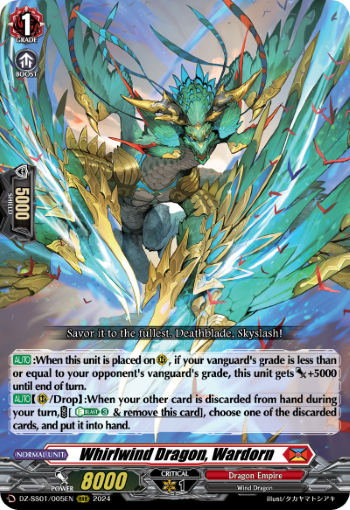 1
GRADE
BOOST
5000
SHIELD
Savor it to the fullest. Deathblade, Skyslash!
AUTO:When this unit is placed on R, if your vanguard's grade is less than
or equal to your opponent's vanguard's grade, this unit gets +5000
until end of turn.
AUTO[R/Drop]:When your other card is discarded from hand during
your turn, [E-BLAST 3 & remove this card], choose one of the discarded
cards, and put it into hand.
NORMAL UNIT
Whirlwind Dragon, Wardorn
POWER 8000
CRITICAL
1
Dragon Empire
Wind Dragon
DZ-SS01/005EN RRR 2024
illust/タカヤマトシアキ